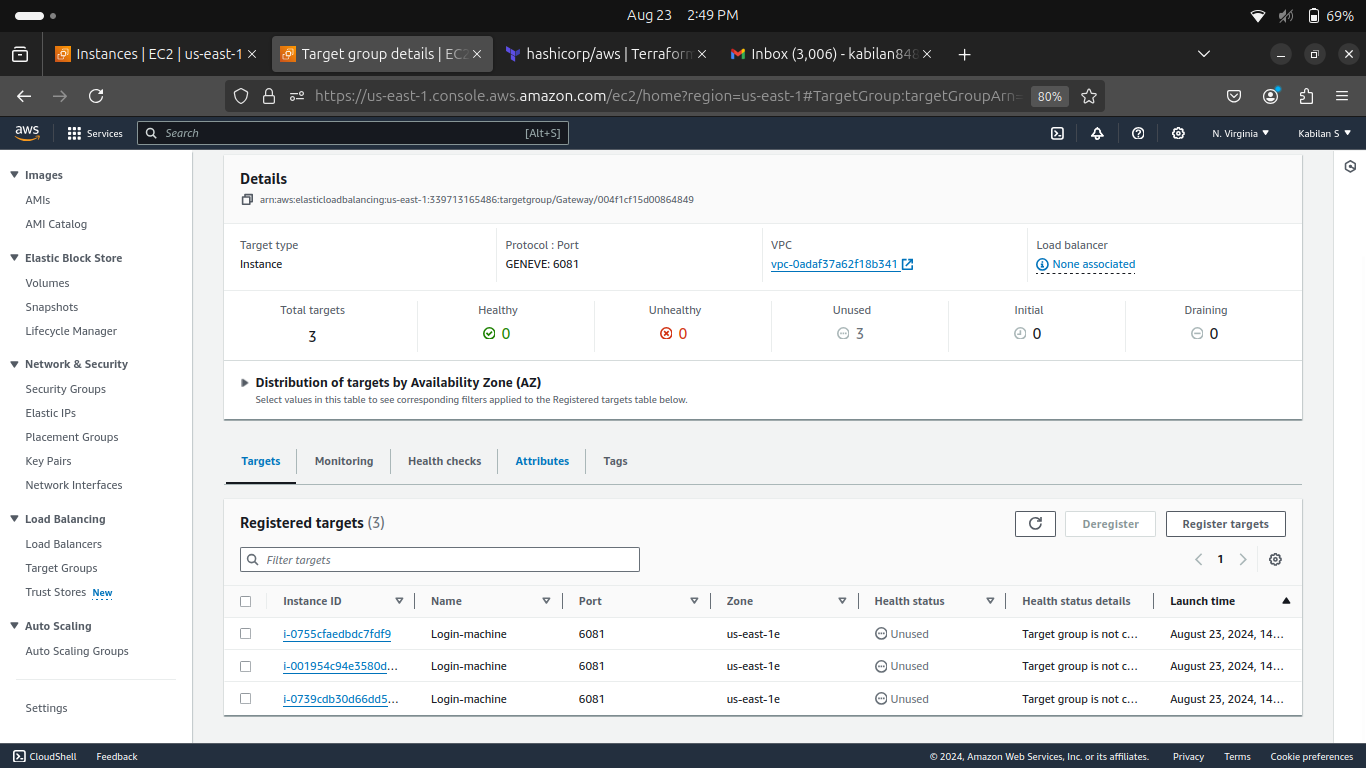 Aug 23 2:49 PM
69%
Instances | EC2 | us-east-1
Target group details | EC2
hashicorp/aws | Terraform
Inbox (3,006) - kabilan848
https://us-east-1.console.aws.amazon.com/ec2/home?region=us-east-1#TargetGroup:targetGroupArn=
80%
aws
Services
Search
[Alt+S]
N. Virginia
Kabilan S
Images
AMIs
AMI Catalog
Elastic Block Store
Volumes
Snapshots
Lifecycle Manager
Network & Security
Security Groups
Elastic IPs
Placement Groups
Key Pairs
Network Interfaces
Load Balancing
Load Balancers
Target Groups
Trust Stores New
Auto Scaling
Auto Scaling Groups
Settings
Details
arn:aws:elasticloadbalancing:us-east-1:339713165486:targetgroup/Gateway/004f1cf15d00864849
Target type
Instance
Protocol : Port
GENEVE: 6081
VPC
vpc-0adaf37a62f18b341
Load balancer
None associated
Total targets
3
Healthy
0
Unhealthy
0
Unused
3
Initial
0
Draining
0
Distribution of targets by Availability Zone (AZ)
Select values in this table to see corresponding filters applied to the Registered targets table below.
Targets
Monitoring
Health checks
Attributes
Tags
Registered targets (3)
Deregister
Register targets
Filter targets
1
Instance ID Name Port Zone Health status Health status details Launch time
i-0755cfaedbdc7fdf9 Login-machine 6081 us-east-1e Unused Target group is not c... August 23, 2024, 14...
i-001954c94e3580d... Login-machine 6081 us-east-1e Unused Target group is not c... August 23, 2024, 14...
i-0739cdb30d66dd5... Login-machine 6081 us-east-1e Unused Target group is not c... August 23, 2024, 14...
CloudShell
Feedback
© 2024, Amazon Web Services, Inc. or its affiliates.
Privacy
Terms
Cookie preferences